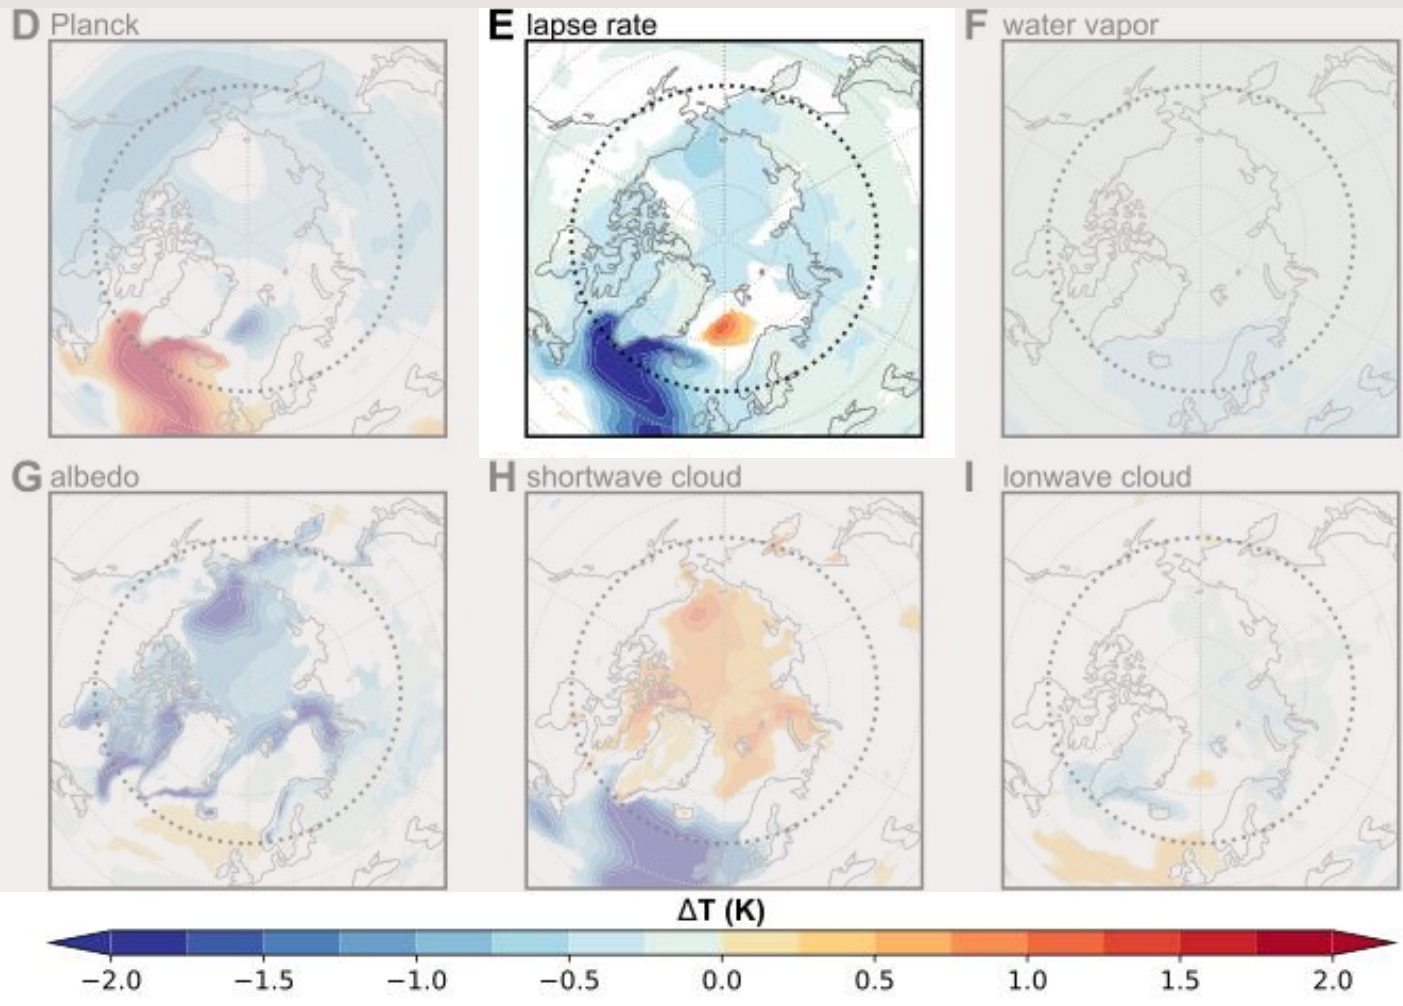 D Planck
E lapse rate
F water vapor
G albedo
H shortwave cloud
I lonwave cloud
ΔT (K)
−2.0 −1.5 −1.0 −0.5 0.0 0.5 1.0 1.5 2.0